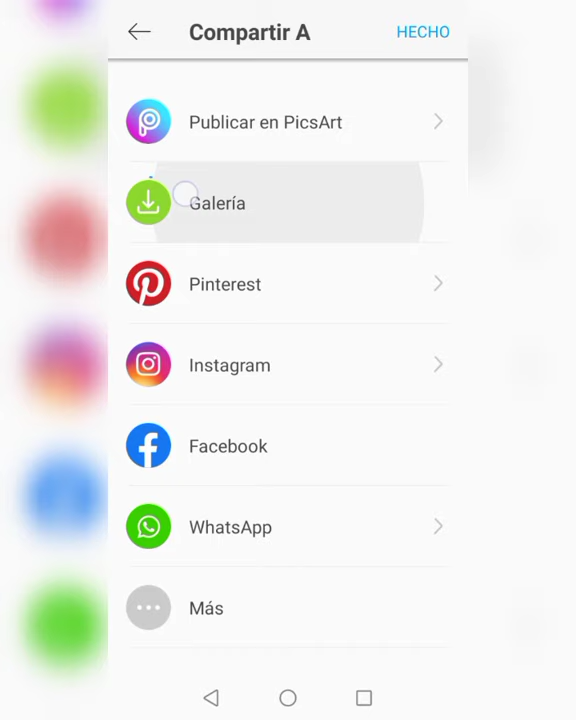 Compartir A
HECHO
Publicar en PicsArt
Galería
Pinterest
Instagram
Facebook
WhatsApp
Más